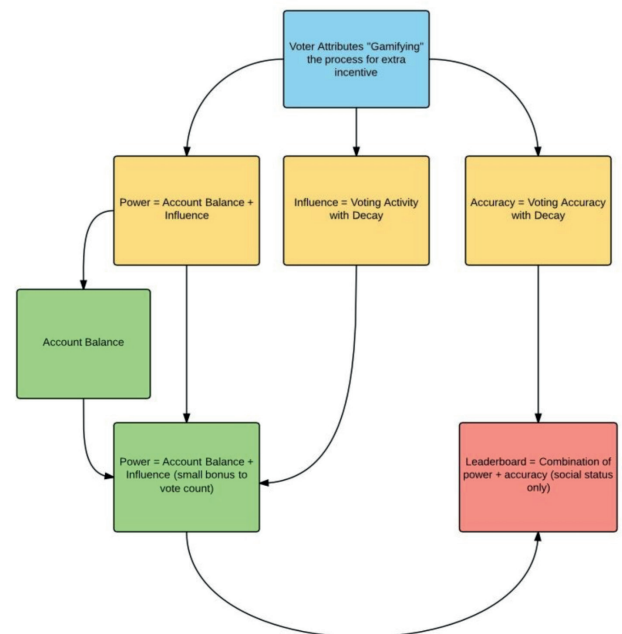 Voter Attributes "Gamifying"
the process for extra
incentive
Power = Account Balance +
Influence
Influence = Voting Activity
with Decay
Accuracy = Voting Accuracy
with Decay
Account Balance
Power = Account Balance +
Influence (small bonus to
vote count)
Leaderboard = Combination of
power + accuracy (social status
only)